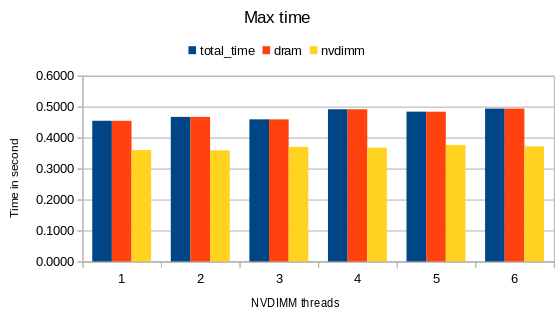 Max time
total_time dram nvdimm
0.6000
0.5000
0.4000
0.3000
0.2000
0.1000
0.0000
Time in second
1 2 3 4 5 6
NVDIMM threads